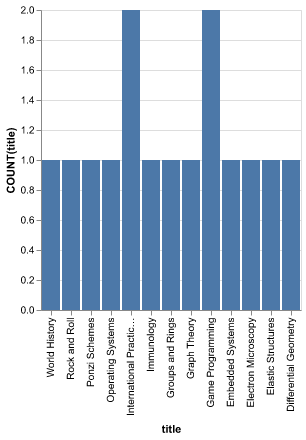 2.0
1.8
1.6
1.4
1.2
1.0
0.8
0.6
0.4
0.2
0.0
COUNT(title)
World History
Rock and Roll
Ponzi Schemes
Operating Systems
International Practic…
Immunology
Groups and Rings
Graph Theory
Game Programming
Embedded Systems
Electron Microscopy
Elastic Structures
Differential Geometry
title